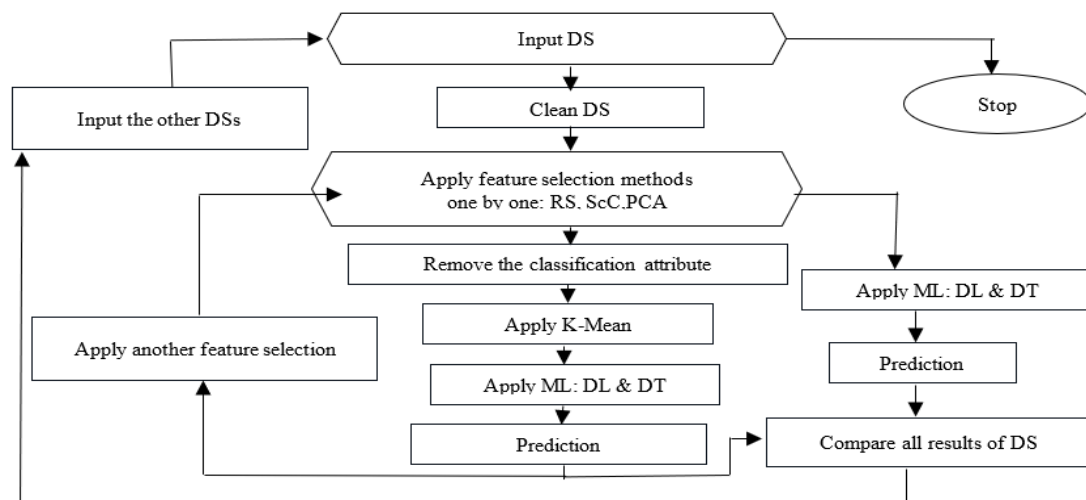 Input DS
Input the other DSs
Clean DS
Stop
Apply feature selection methods
one by one: RS, ScC,PCA
Remove the classification attribute
Apply ML: DL & DT
Apply K-Mean
Apply another feature selection
Prediction
Apply ML: DL & DT
Prediction
Compare all results of DS